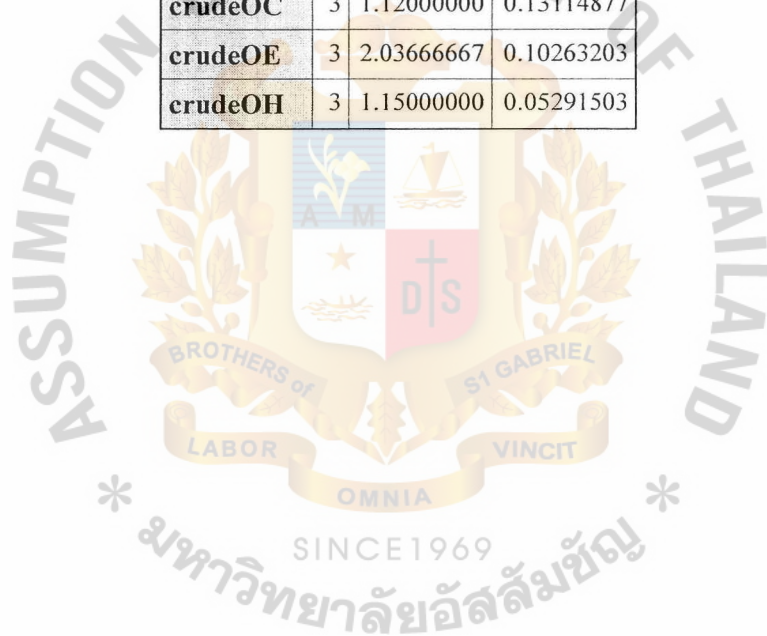 crudeOC 3 1.12000000 0.13114877
crudeOE 3 2.03666667 0.10263203
crudeOH 3 1.15000000 0.05291503
ASSUMPTION
OF
THAILAND
A M
D S
BROTHERS of
S1 GABRIEL
LABOR
VINCIT
OMNIA
* *
SINCE1969
มหาวิทยาลัยอัสสัมชัญ